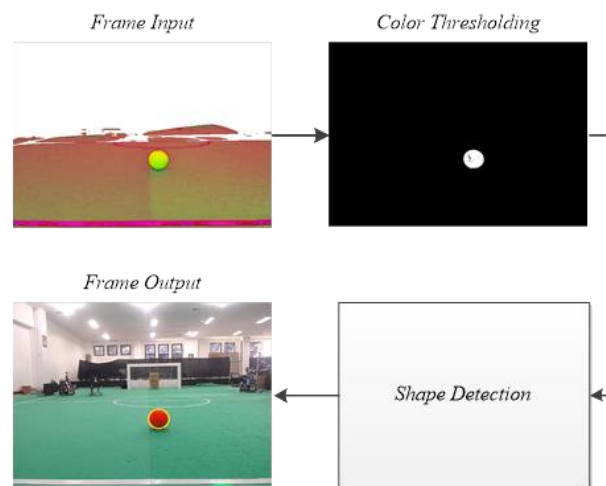 Frame Input
Color Thresholding
Frame Output
Shape Detection